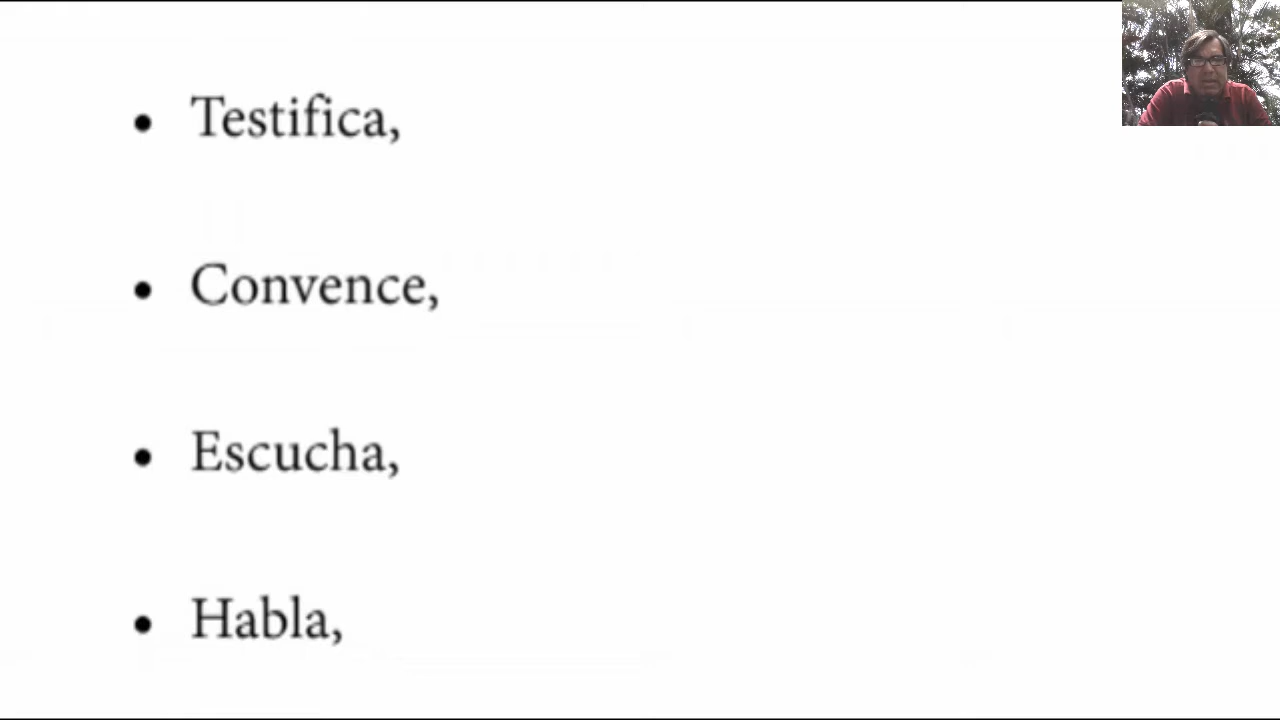 • Testifica,
• Convence,
• Escucha,
• Habla,